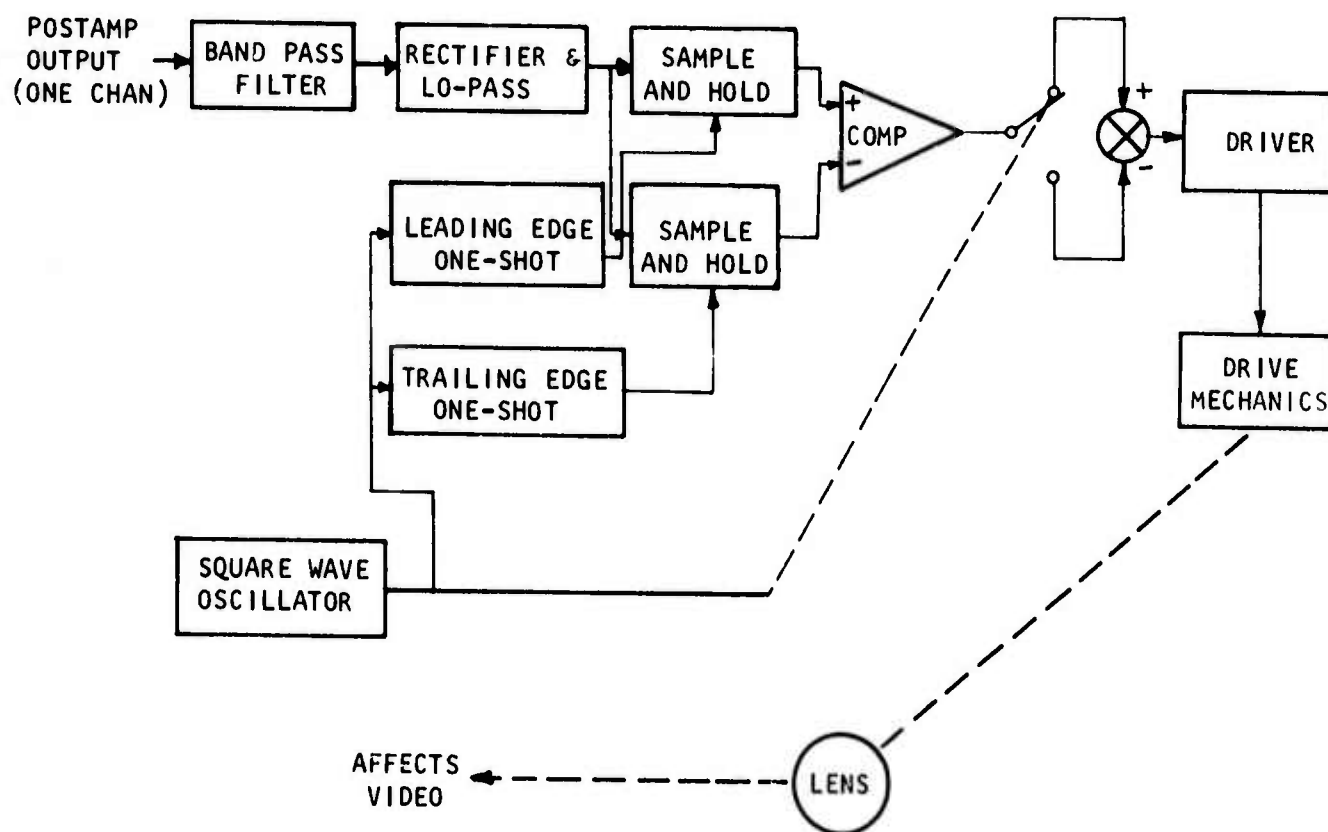 POSTAMP
OUTPUT
(ONE CHAN)
BAND PASS
FILTER
RECTIFIER &
LO-PASS
SAMPLE
AND HOLD
+
COMP
-
+
-
DRIVER
LEADING EDGE
ONE-SHOT
SAMPLE
AND HOLD
TRAILING EDGE
ONE-SHOT
DRIVE
MECHANICS
SQUARE WAVE
OSCILLATOR
AFFECTS
VIDEO
LENS